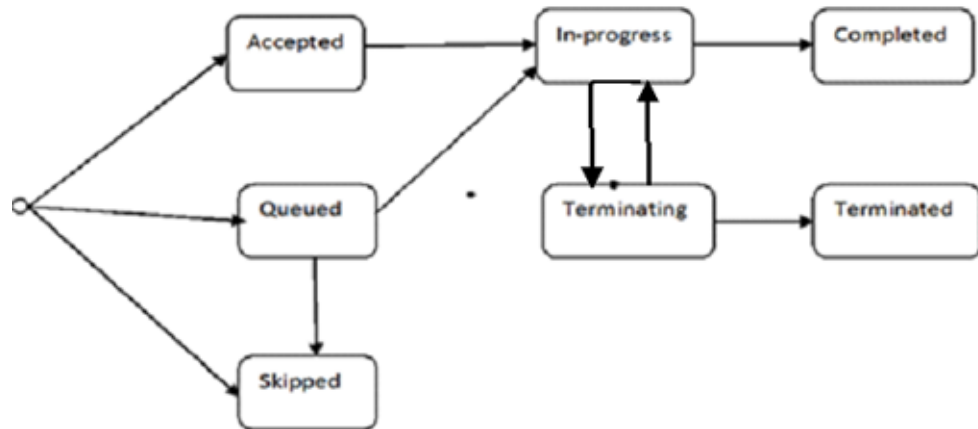 Accepted
In-progress
Completed
Queued
Terminating
Terminated
Skipped